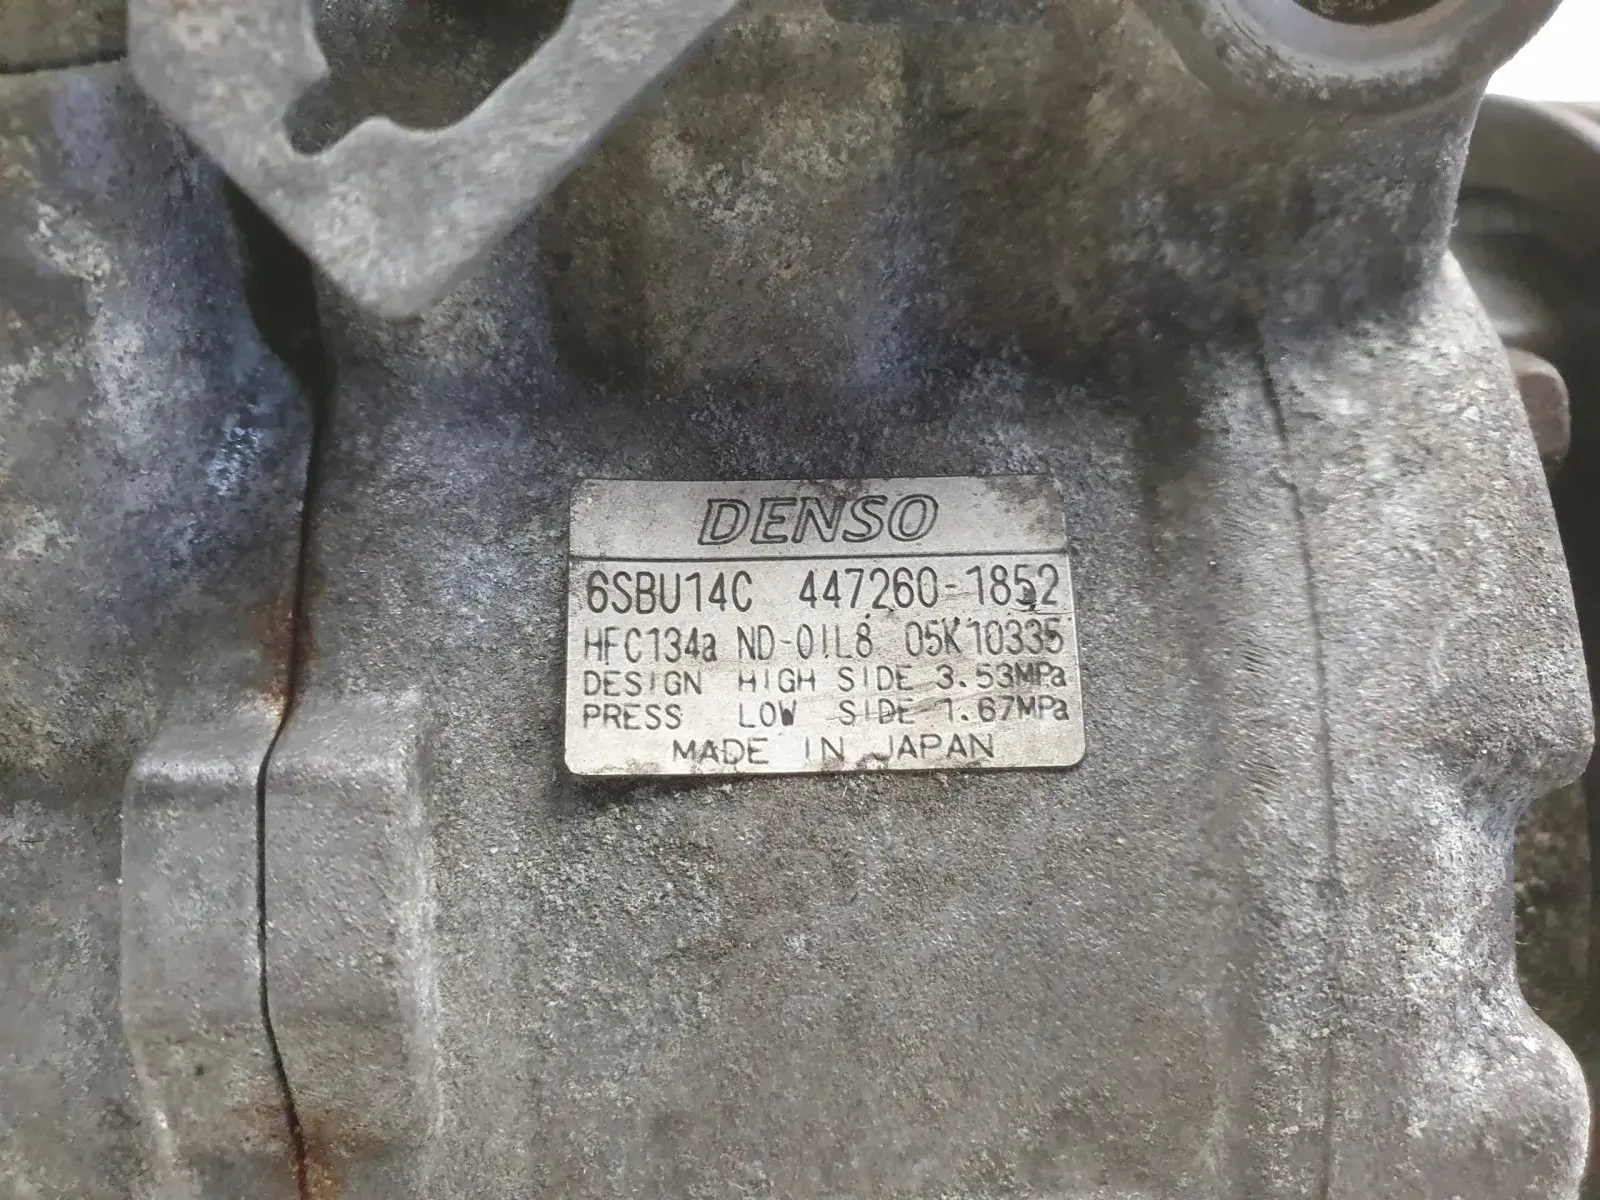 DENSO
6SBU14C 447260-1852
HFC134a ND-OIL8 05K10335
DESIGN HIGH SIDE 3.53MPa
PRESS LOW SIDE 1.67MPa
MADE IN JAPAN